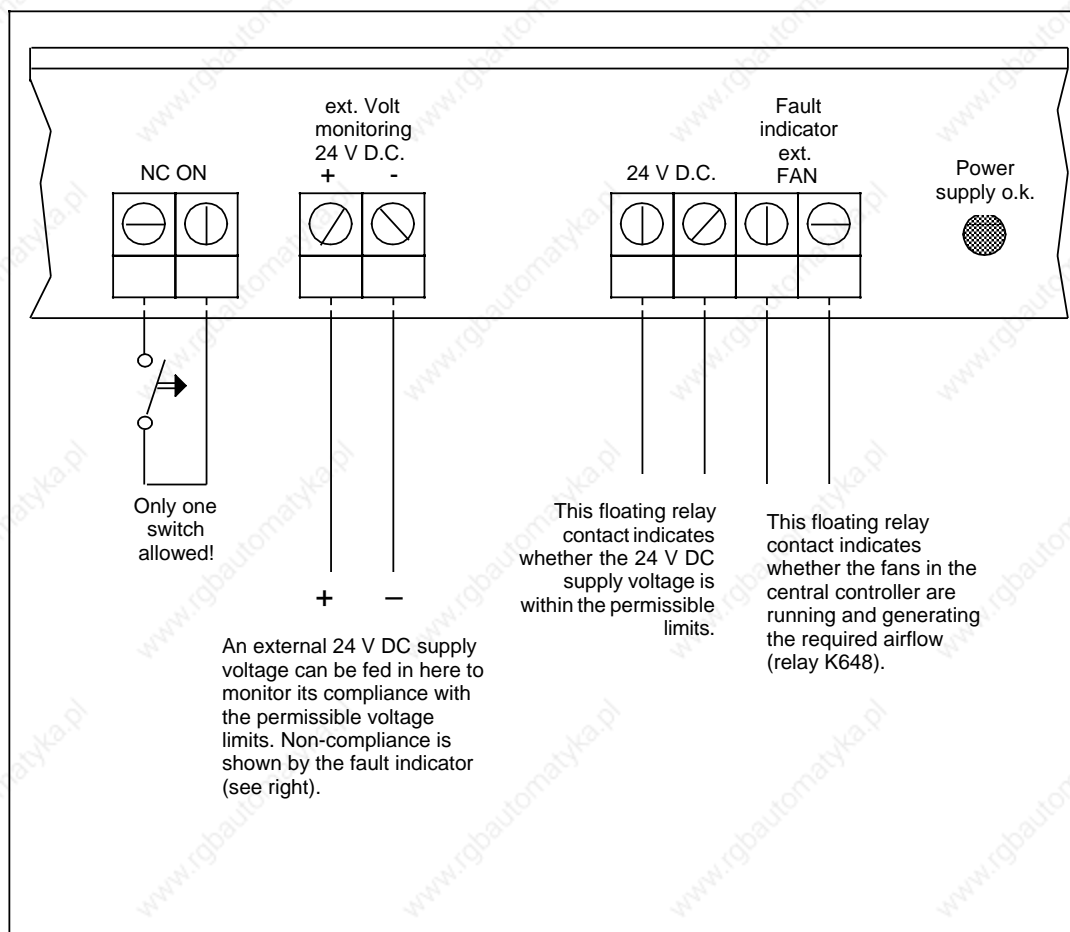 ext. Volt
monitoring
24 V D.C.
+ -
NC ON
Fault
indicator
ext.
FAN
24 V D.C.
Power
supply o.k.
Only one
switch
allowed!
+ –
An external 24 V DC supply
voltage can be fed in here to
monitor its compliance with
the permissible voltage
limits. Non-compliance is
shown by the fault indicator
(see right).
This floating relay
contact indicates
whether the 24 V DC
supply voltage is
within the permissible
limits.
This floating relay
contact indicates
whether the fans in the
central controller are
running and generating
the required airflow
(relay K648).
www.rgbautomatyka.pl